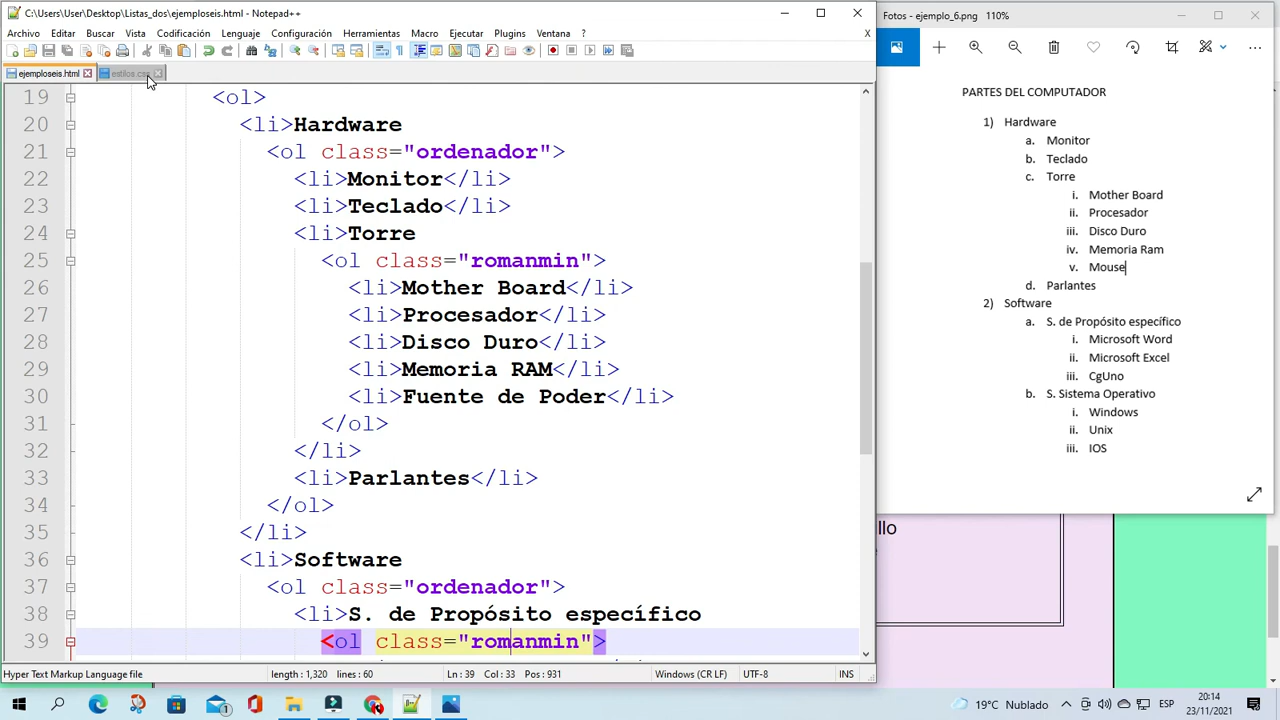 C:\Users\User\Desktop\Listas_dos\ejemploseis.html - Notepad++
Archivo Editar Buscar Vista Codificación Lenguaje Configuración Herramientas Macro Ejecutar Plugins Ventana ? X
ejemploseis.html estilos.css
19 <ol>
20 <li>Hardware
21 <ol class="ordenador">
22 <li>Monitor</li>
23 <li>Teclado</li>
24 <li>Torre
25 <ol class="romanmin">
26 <li>Mother Board</li>
27 <li>Procesador</li>
28 <li>Disco Duro</li>
29 <li>Memoria RAM</li>
30 <li>Fuente de Poder</li>
31 </ol>
32 </li>
33 <li>Parlantes</li>
34 </ol>
35 </li>
36 <li>Software
37 <ol class="ordenador">
38 <li>S. de Propósito específico
39 <ol class="romanmin">
Hyper Text Markup Language file length : 1,320 lines : 60 Ln : 39 Col : 33 Pos : 931 Windows (CR LF) UTF-8 INS
Fotos - ejemplo_6.png 110%
PARTES DEL COMPUTADOR
1) Hardware
a. Monitor
b. Teclado
c. Torre
i. Mother Board
ii. Procesador
iii. Disco Duro
iv. Memoria Ram
v. Mouse
d. Parlantes
2) Software
a. S. de Propósito específico
i. Microsoft Word
ii. Microsoft Excel
iii. CgUno
b. S. Sistema Operativo
i. Windows
ii. Unix
iii. IOS
llo
19°C Nublado ESP 20:14
23/11/2021